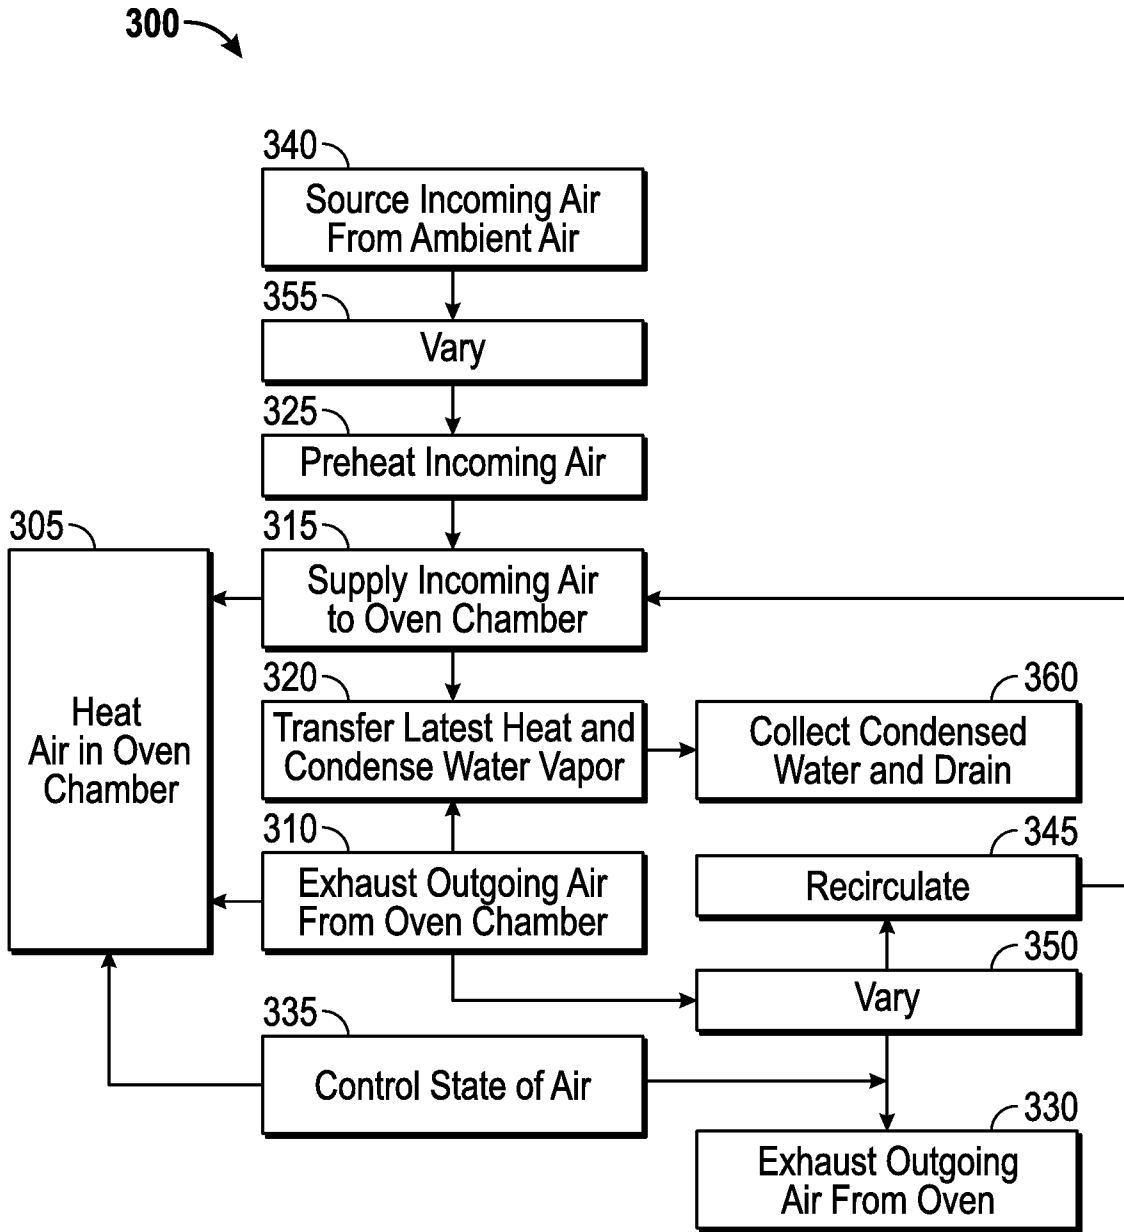 300
340
Source Incoming Air
From Ambient Air
355
Vary
325
Preheat Incoming Air
305
Heat
Air in Oven
Chamber
315
Supply Incoming Air
to Oven Chamber
320
Transfer Latest Heat and
Condense Water Vapor
360
Collect Condensed
Water and Drain
310
Exhaust Outgoing Air
From Oven Chamber
345
Recirculate
350
Vary
335
Control State of Air
330
Exhaust Outgoing
Air From Oven